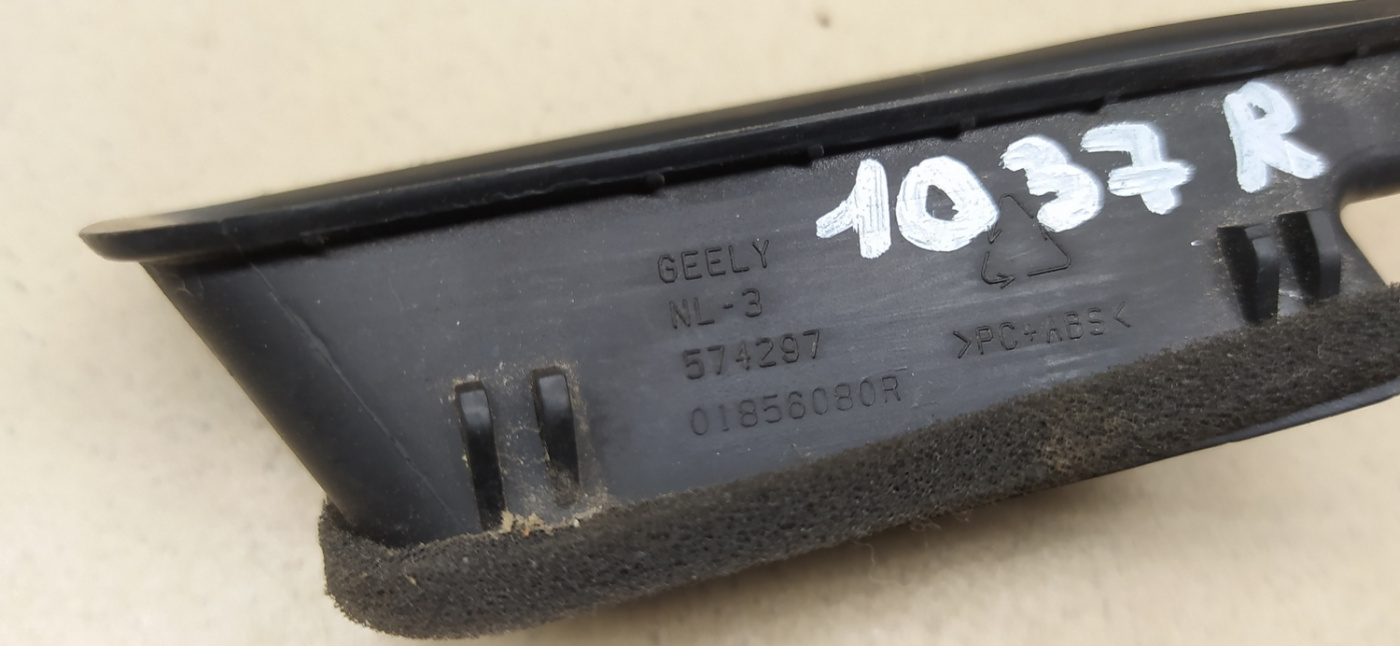 1037 R
GEELY
NL-3
574297
01856080R
>PC+ABS<